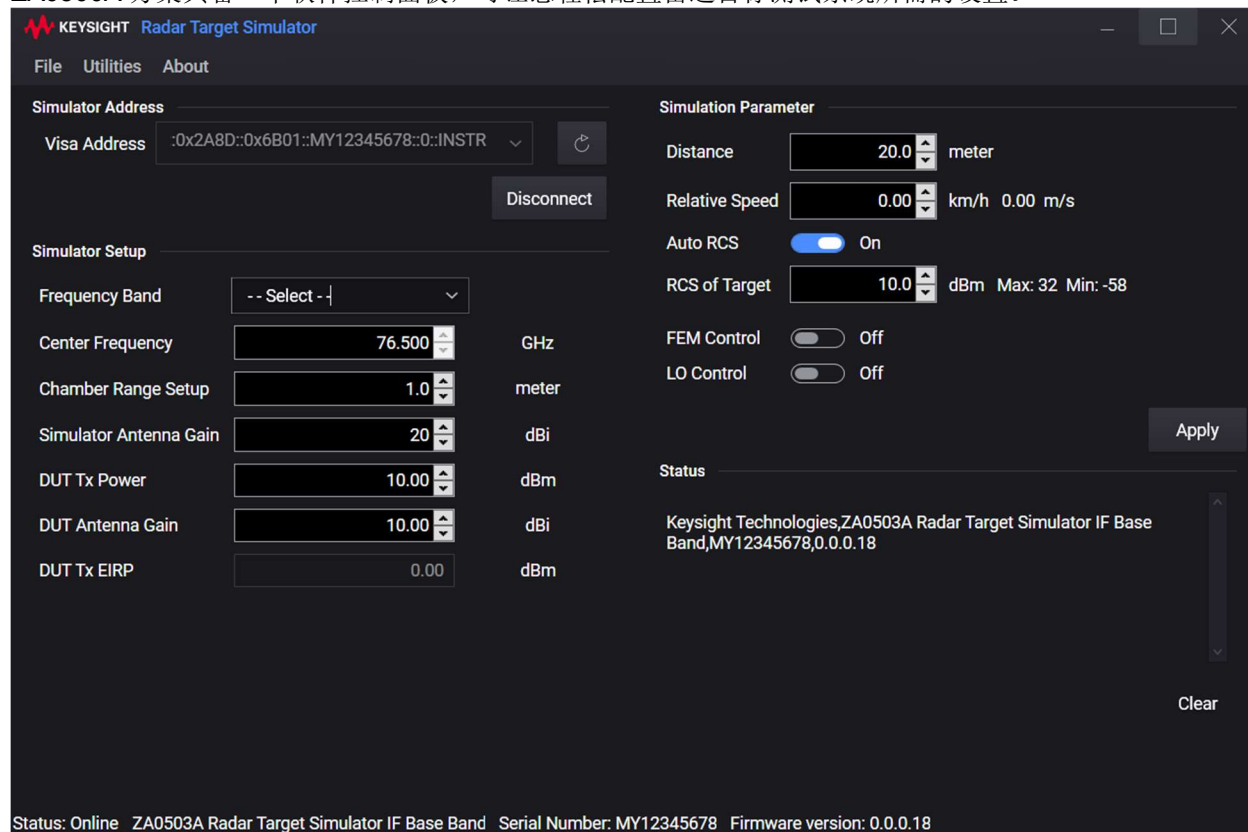 KEYSIGHT Radar Target Simulator
File Utilities About
Simulator Address
Visa Address :0x2A8D::0x6B01::MY12345678::0::INSTR
Disconnect
Simulator Setup
Frequency Band - - Select - -
Center Frequency 76.500 GHz
Chamber Range Setup 1.0 meter
Simulator Antenna Gain 20 dBi
DUT Tx Power 10.00 dBm
DUT Antenna Gain 10.00 dBi
DUT Tx EIRP 0.00 dBm
Simulation Parameter
Distance 20.0 meter
Relative Speed 0.00 km/h 0.00 m/s
Auto RCS On
RCS of Target 10.0 dBm Max: 32 Min: -58
FEM Control Off
LO Control Off
Apply
Status
Keysight Technologies,ZA0503A Radar Target Simulator IF Base
Band,MY12345678,0.0.0.18
Clear
Status: Online ZA0503A Radar Target Simulator IF Base Band Serial Number: MY12345678 Firmware version: 0.0.0.18